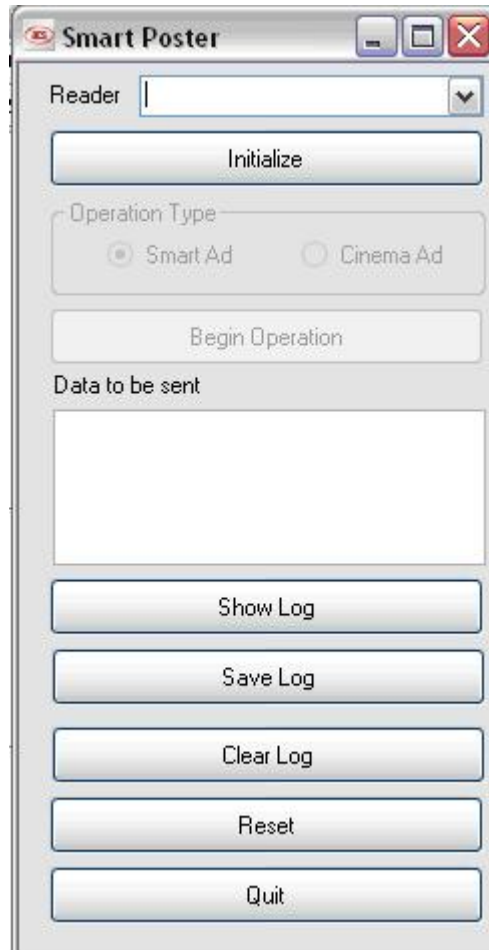 Smart Poster
Reader
Initialize
Operation Type
Smart Ad Cinema Ad
Begin Operation
Data to be sent
Show Log
Save Log
Clear Log
Reset
Quit